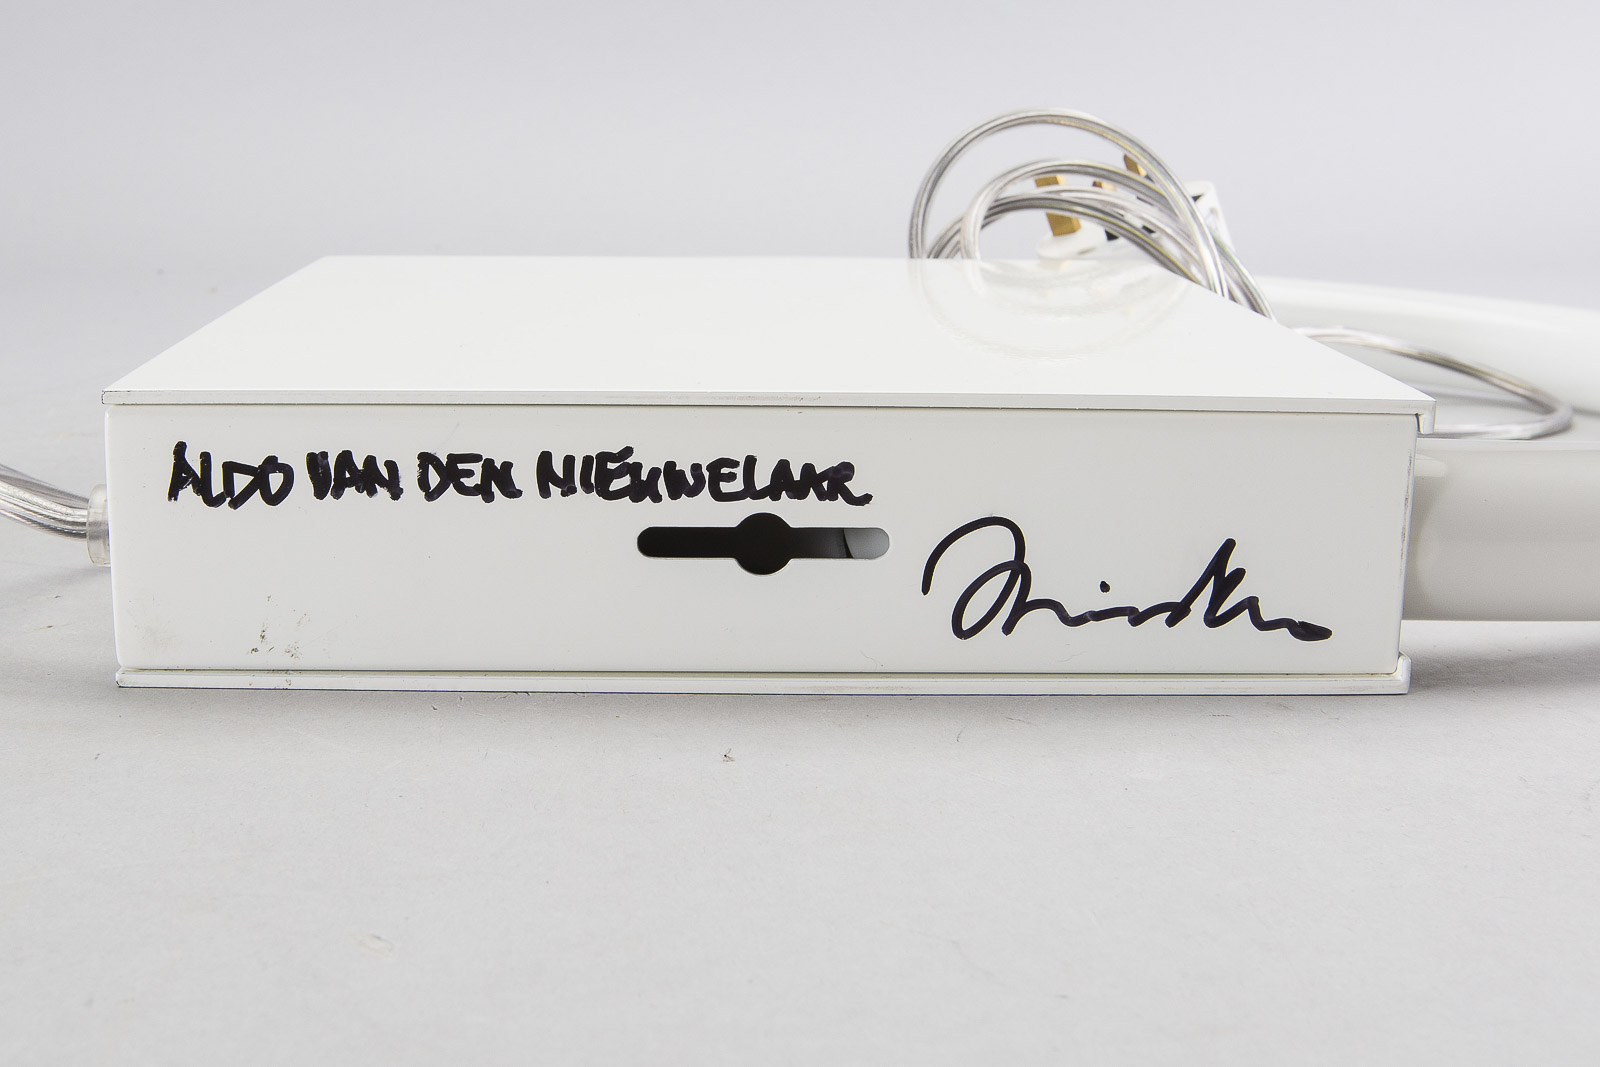 ALDO VAN DEN NIEUWELAAR